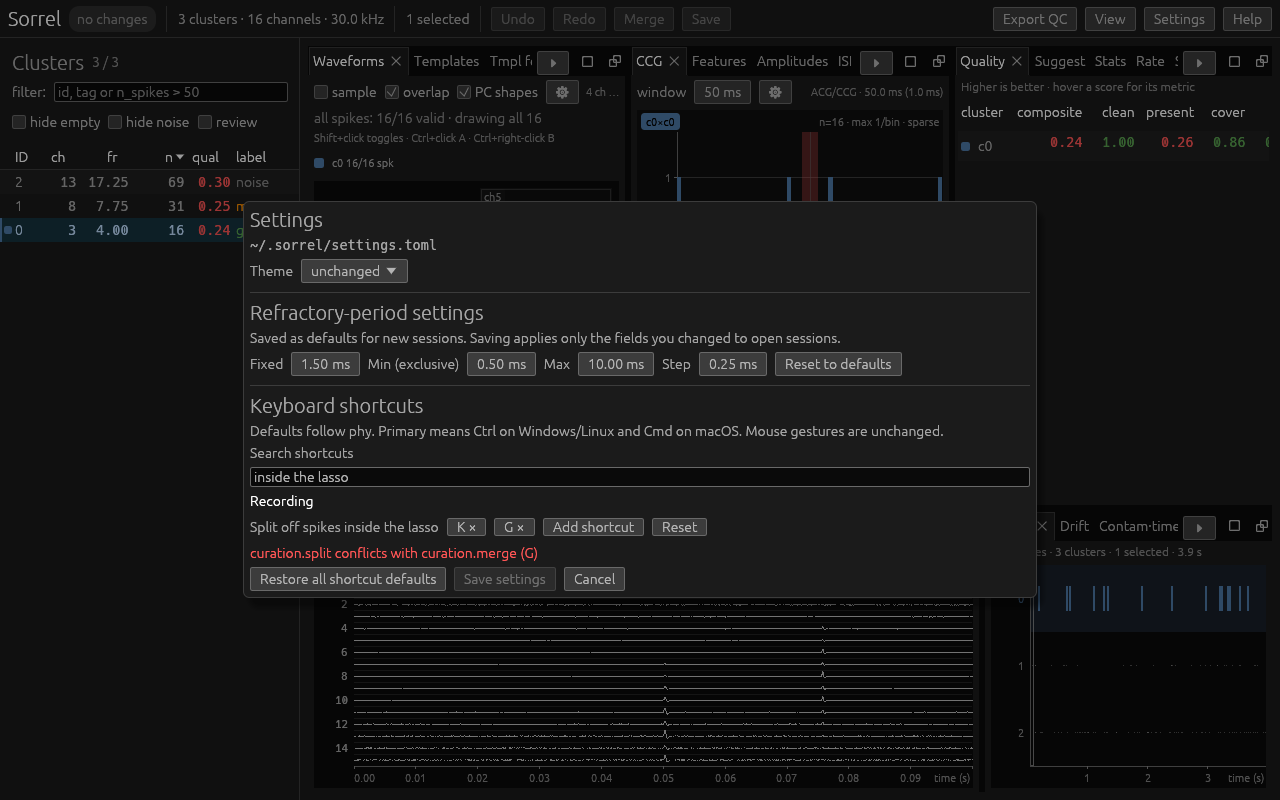 Sorrel no changes 3 clusters · 16 channels · 30.0 kHz 1 selected Undo Redo Merge Save Export QC View Settings Help
Clusters 3 / 3
filter: id, tag or n_spikes > 50
hide empty hide noise review
ID ch fr n qual label
2 13 17.25 69 0.30 noise
1 8 7.75 31 0.25 m
0 3 4.00 16 0.24 g
Waveforms Templates Tmpl f
sample overlap PC shapes 4 ch …
all spikes: 16/16 valid · drawing all 16
Shift+click toggles · Ctrl+click A · Ctrl+right-click B
c0 16/16 spk
ch5
CCG Features Amplitudes ISI
window 50 ms ACG/CCG · 50.0 ms (1.0 ms)
c0×c0 n=16 · max 1/bin · sparse
1
Quality Suggest Stats Rate
Higher is better · hover a score for its metric
cluster composite clean present cover
c0 0.24 1.00 0.26 0.86
Settings
~/.sorrel/settings.toml
Theme unchanged
Refractory-period settings
Saved as defaults for new sessions. Saving applies only the fields you changed to open sessions.
Fixed 1.50 ms Min (exclusive) 0.50 ms Max 10.00 ms Step 0.25 ms Reset to defaults
Keyboard shortcuts
Defaults follow phy. Primary means Ctrl on Windows/Linux and Cmd on macOS. Mouse gestures are unchanged.
Search shortcuts
inside the lasso
Recording
Split off spikes inside the lasso K × G × Add shortcut Reset
curation.split conflicts with curation.merge (G)
Restore all shortcut defaults Save settings Cancel
2
4
6
8
10
12
14
0.00 0.01 0.02 0.03 0.04 0.05 0.06 0.07 0.08 0.09 time (s)
Drift Contam·time
es · 3 clusters · 1 selected · 3.9 s
0
1
2
1 2 3 time (s)